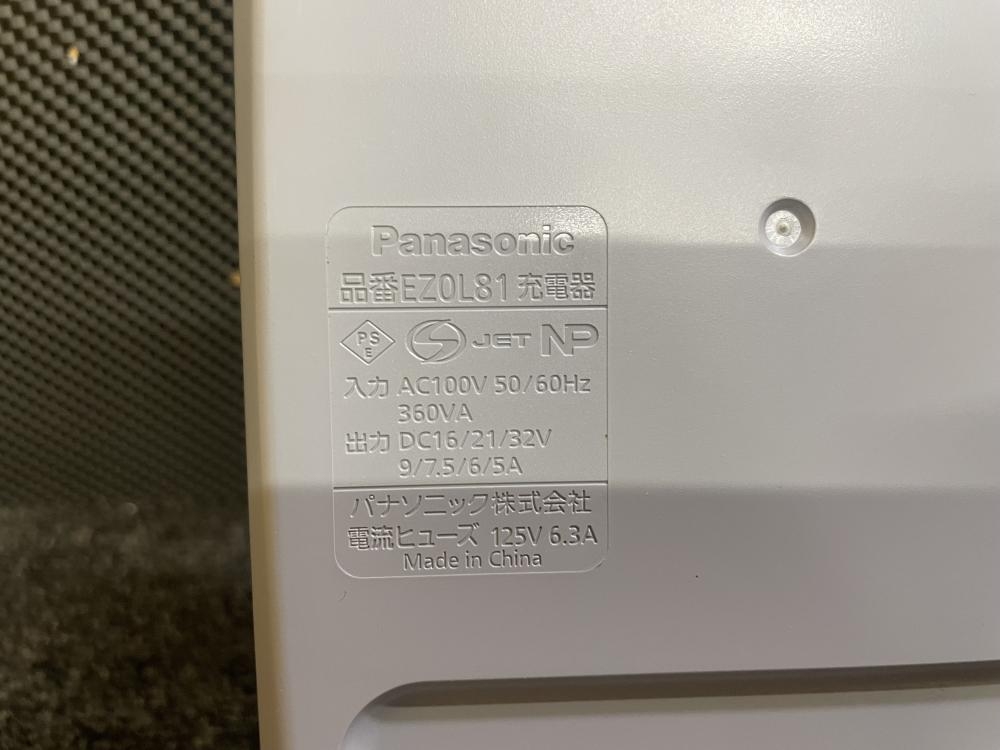 Panasonic
品番EZ0L81 充電器
PS E JET NP
入力 AC100V 50/60Hz
360VA
出力 DC16/21/32V
9/7.5/6/5A
パナソニック株式会社
電流ヒューズ 125V 6.3A
Made in China